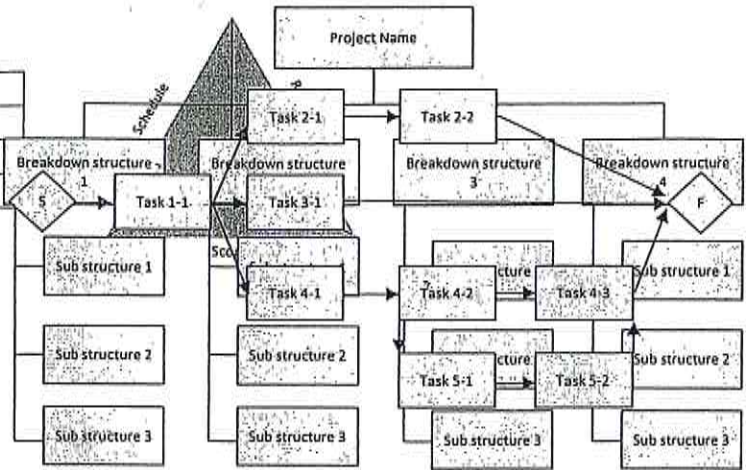 Project Name
Schedule
Task 2-1
Task 2-2
Breakdown structure
1
Breakdown structure
Breakdown structure
3
Breakdown structure
4
S
Task 1-1
Task 3-1
F
Sub structure 1
Task 4-1
Task 4-2
Task 4-3
Sub structure 1
Sub structure 2
Sub structure 2
Task 5-1
Task 5-2
Sub structure 2
Sub structure 3
Sub structure 3
Sub structure 3
Sub structure 3